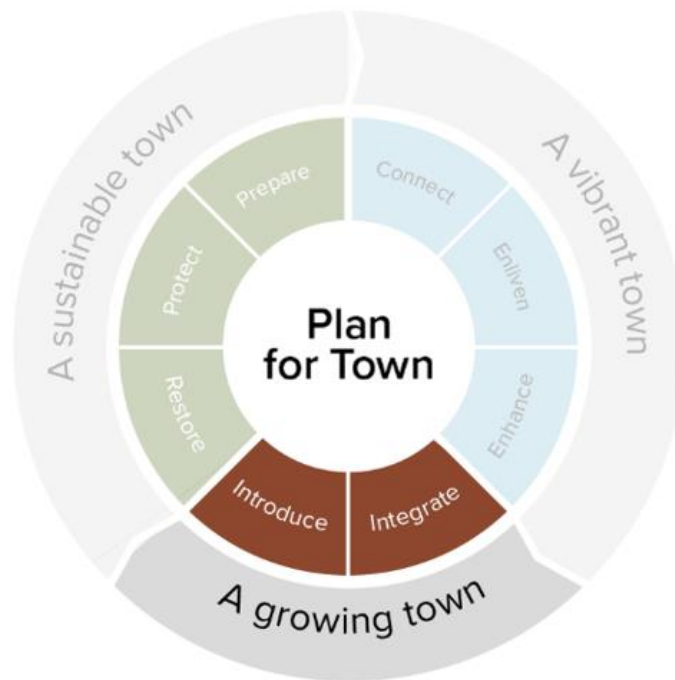 A sustainable town
A vibrant town
A growing town
Prepare
Connect
Protect
Enliven
Restore
Enhance
Introduce
Integrate
Plan
for Town